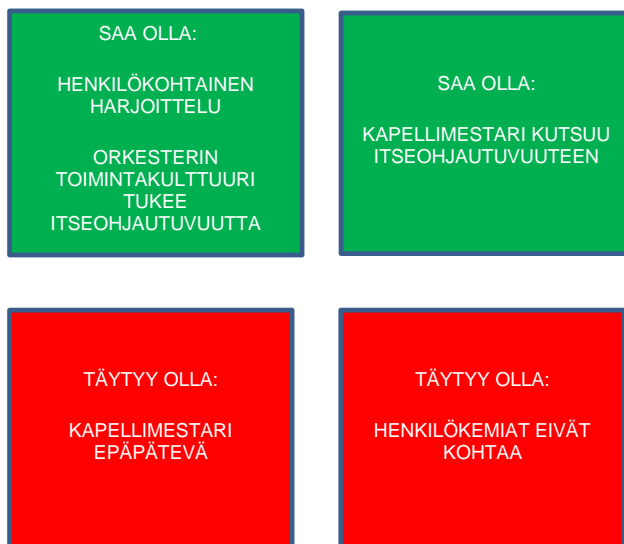 SAA OLLA:
HENKILÖKOHTAINEN
HARJOITTELU
ORKESTERIN
TOIMINTAKULTTUURI
TUKEE
ITSEOHJAUTUVUUTTA
SAA OLLA:
KAPELLIMESTARI KUTSUU
ITSEOHJAUTUVUUTEEN
TÄYTYY OLLA:
KAPELLIMESTARI
EPÄPÄTEVÄ
TÄYTYY OLLA:
HENKILÖKEMIAT EIVÄT
KOHTAA